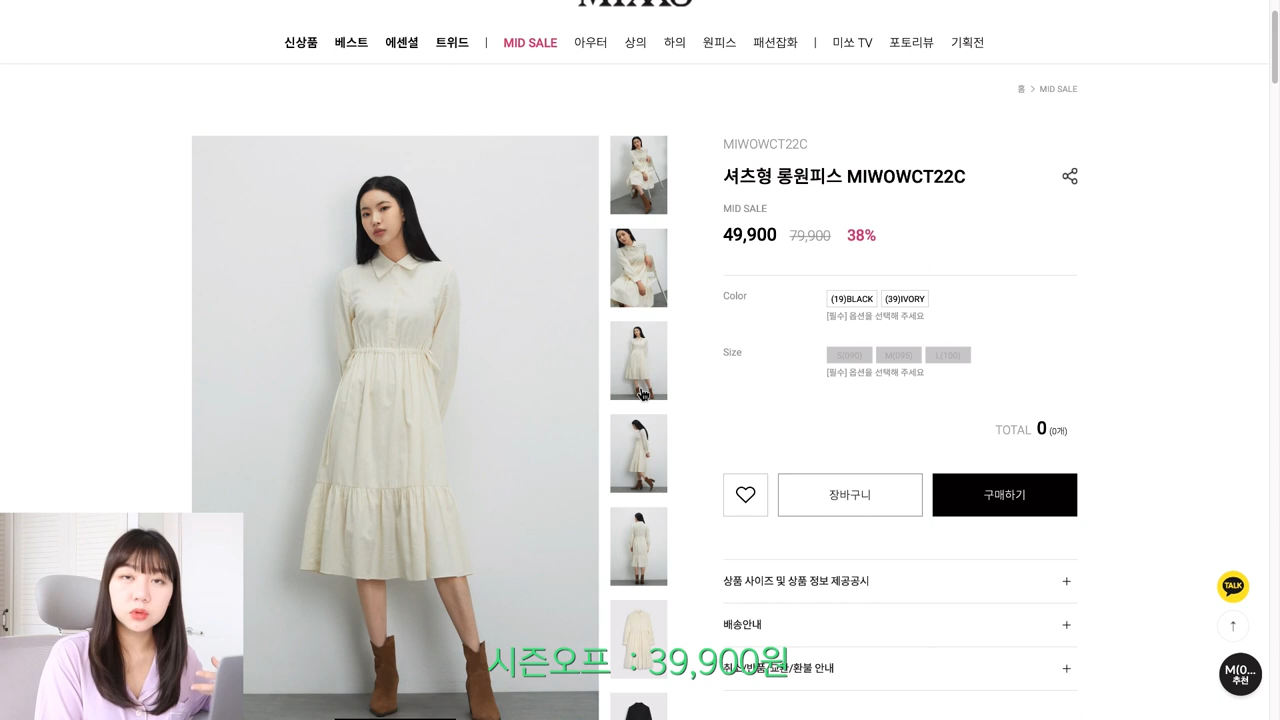 신상품 베스트 에센셜 트위드 | MID SALE 아우터 상의 하의 원피스 패션잡화 | 미쏘 TV 포토리뷰 기획전
홈 > MID SALE
MIWOWCT22C
셔츠형 롱원피스 MIWOWCT22C
MID SALE
49,900 79,900 38%
Color (19)BLACK (39)IVORY
[필수] 옵션을 선택해 주세요
Size S(090) M(095) L(100)
[필수] 옵션을 선택해 주세요
TOTAL 0 (0개)
장바구니 구매하기
상품 사이즈 및 상품 정보 제공공시
배송안내
취소/반품/교환/환불 안내
시즌오프 : 39,900원
TALK
M(0...
추천